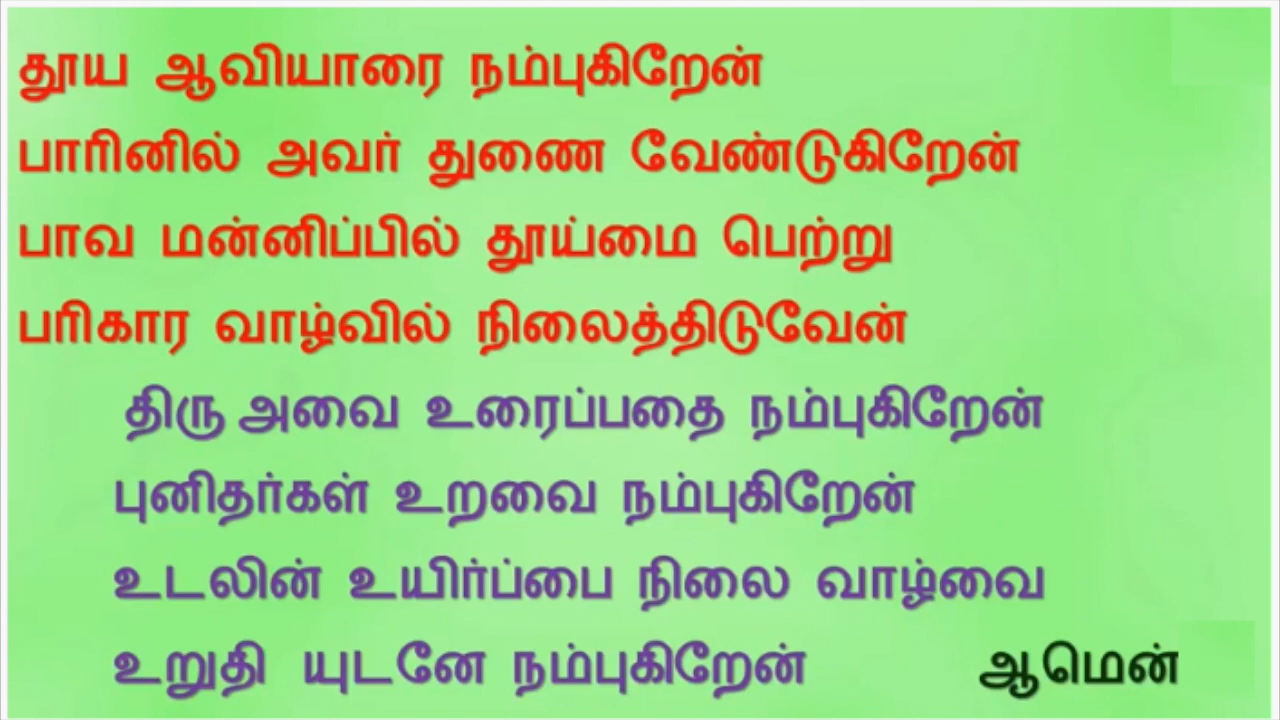 தூய ஆவியாரை நம்புகிறேன்
பாரினில் அவர் துணை வேண்டுகிறேன்
பாவ மன்னிப்பில் தூய்மை பெற்று
பரிகார வாழ்வில் நிலைத்திடுவேன்
திரு அவை உரைப்பதை நம்புகிறேன்
புனிதர்கள் உறவை நம்புகிறேன்
உடலின் உயிர்ப்பை நிலை வாழ்வை
உறுதி யுடனே நம்புகிறேன் ஆமென்